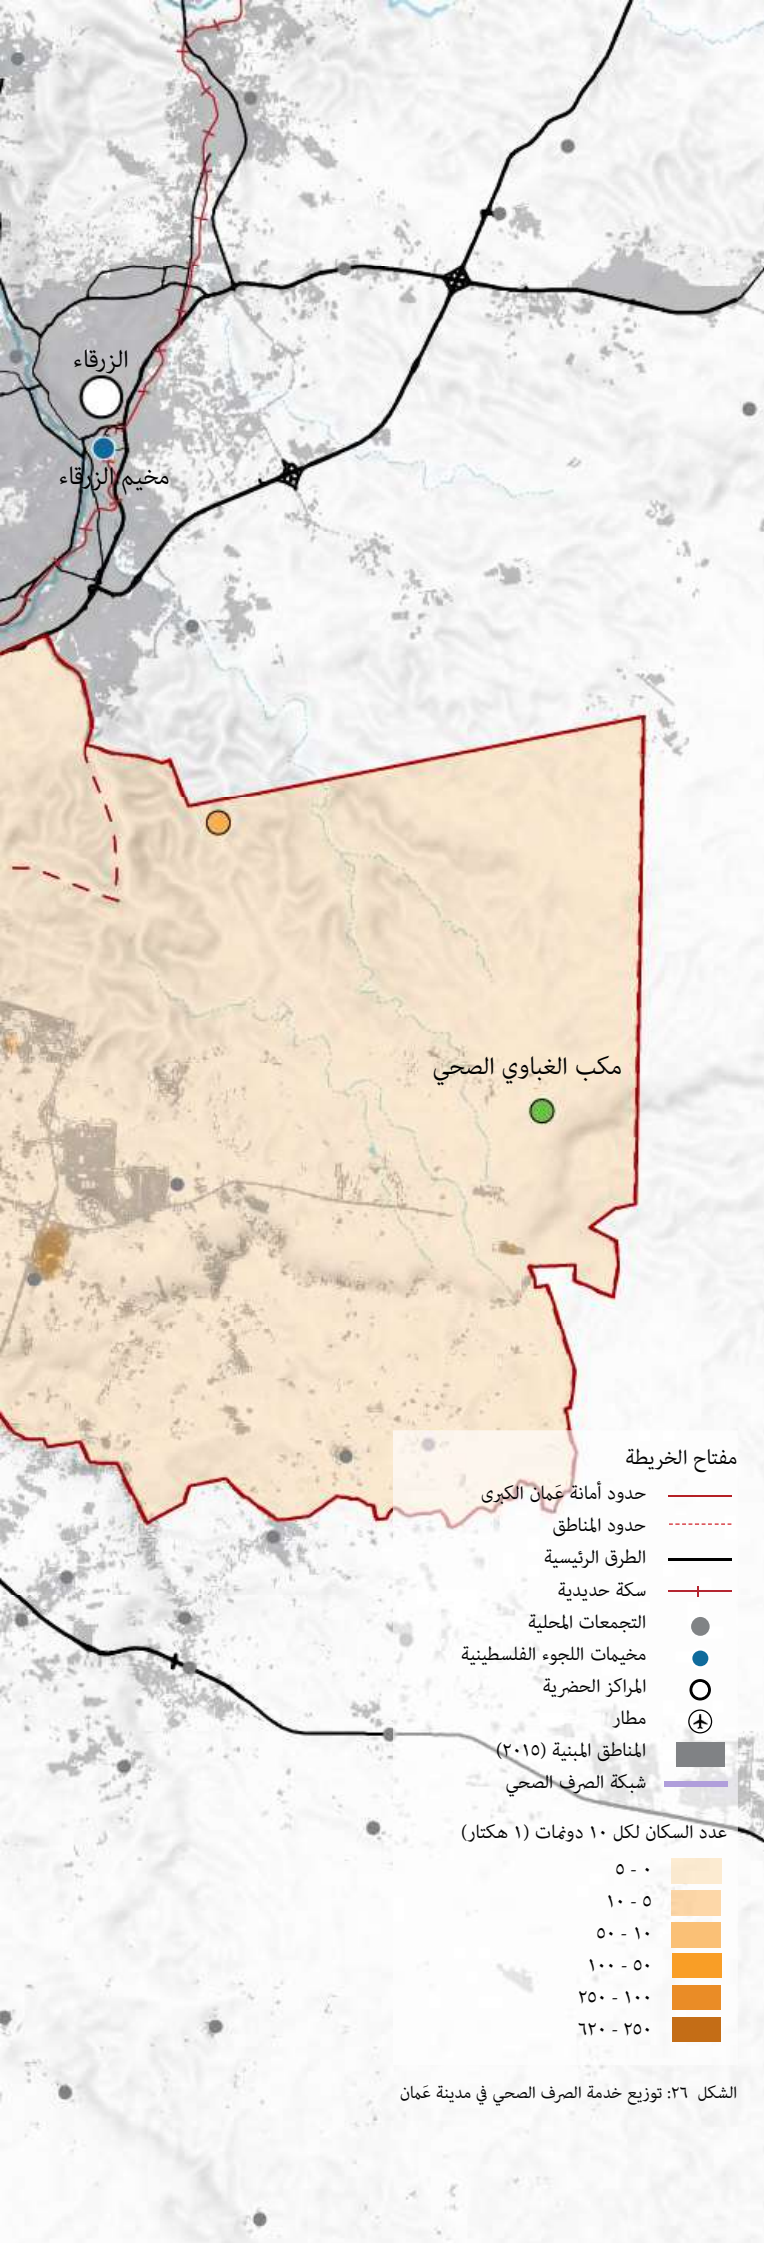 الزرقاء
مخيم الزرقاء
مكب الغباوي الصحي
مفتاح الخريطة
حدود أمانة عَمان الكبرى
حدود المناطق
الطرق الرئيسية
سكة حديدية
التجمعات المحلية
مخيمات اللجوء الفلسطينية
المراكز الحضرية
مطار
المناطق المبنية (٢٠١٥)
شبكة الصرف الصحي
عدد السكان لكل ١٠ دونمات (١ هكتار)
٠ - ٥
٥ - ١٠
١٠ - ٥٠
٥٠ - ١٠٠
١٠٠ - ٢٥٠
٢٥٠ - ٦٢٠
الشكل ٢٦: توزيع خدمة الصرف الصحي في مدينة عَمان